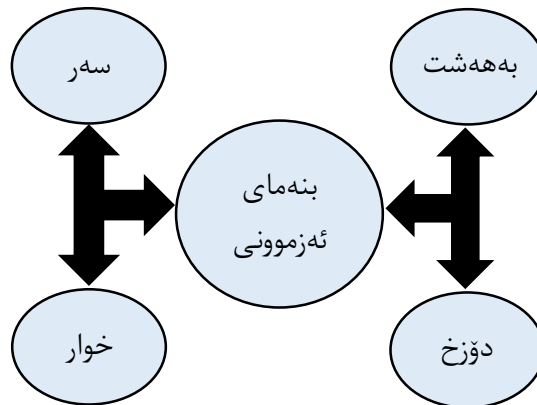 بەهەشت
سەر
بنەمای
ئەزموونی
دۆزخ
خوار